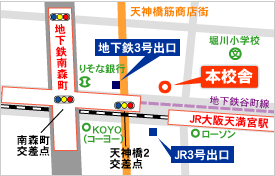 天神橋筋商店街
地下鉄南森町
地下鉄3号出口
堀川小学校
りそな銀行
本校舎
地下鉄谷町線
JR大阪天満宮駅
南森町
交差点
KOYO
(コーヨー)
天神橋2
交差点
ローソン
JR3号出口